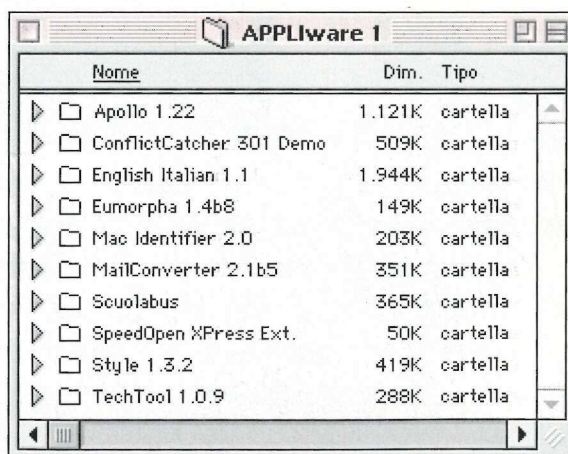 APPLIware 1
Nome Dim. Tipo
Apollo 1.22 1.121K cartella
ConflictCatcher 301 Demo 509K cartella
English Italian 1.1 1.944K cartella
Eumorpha 1.4b8 149K cartella
Mac Identifier 2.0 203K cartella
MailConverter 2.1b5 351K cartella
Scuolabus 365K cartella
SpeedOpen XPress Ext. 50K cartella
Style 1.3.2 419K cartella
TechTool 1.0.9 288K cartella